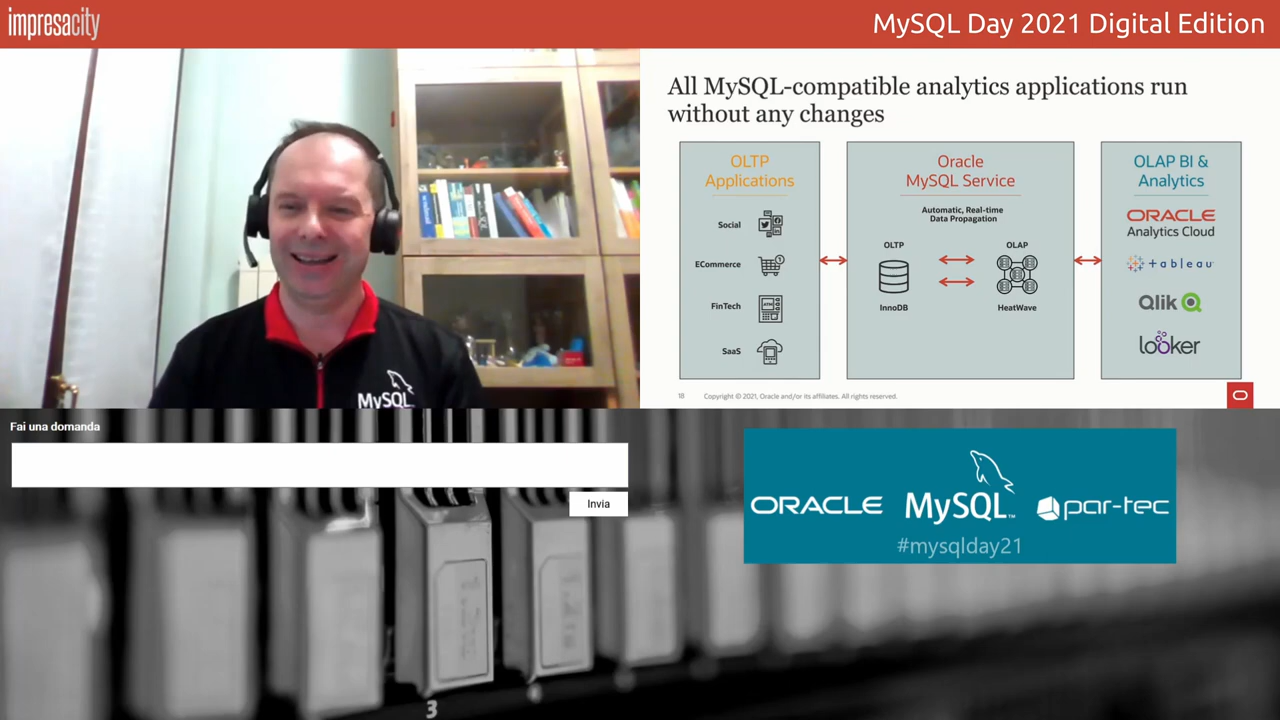 impresacity
MySQL Day 2021 Digital Edition
All MySQL-compatible analytics applications run
without any changes
OLTP
Applications
Social
ECommerce
FinTech
SaaS
Oracle
MySQL Service
Automatic, Real-time
Data Propagation
OLTP
OLAP
InnoDB
HeatWave
OLAP BI &
Analytics
ORACLE
Analytics Cloud
+ a b l e a u
Qlik
looker
18 Copyright © 2021, Oracle and/or its affiliates. All rights reserved.
MySQL
Fai una domanda
Invia
ORACLE MySQL™ par-tec
#mysqlday21
3
4